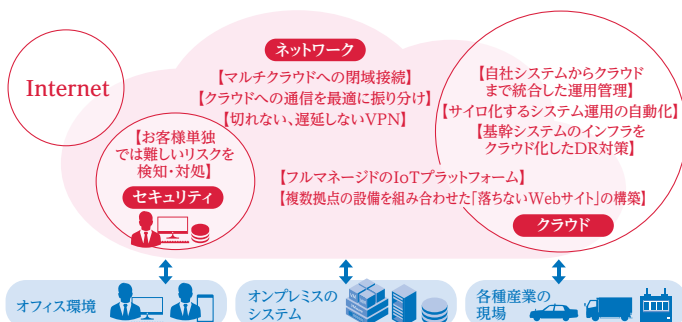 Internet
ネットワーク
【マルチクラウドへの閉域接続】
【クラウドへの通信を最適に振り分け】
【切れない、遅延しないVPN】
【自社システムからクラウド
まで統合した運用管理】
【サイロ化するシステム運用の自動化】
【基幹システムのインフラを
クラウド化したDR対策】
【お客様単独
では難しいリスクを
検知・対処】
セキュリティ
【フルマネージドのIoTプラットフォーム】
【複数拠点の設備を組み合わせた「落ちないWebサイト」の構築】
クラウド
オフィス環境
オンプレミスの
システム
各種産業の
現場